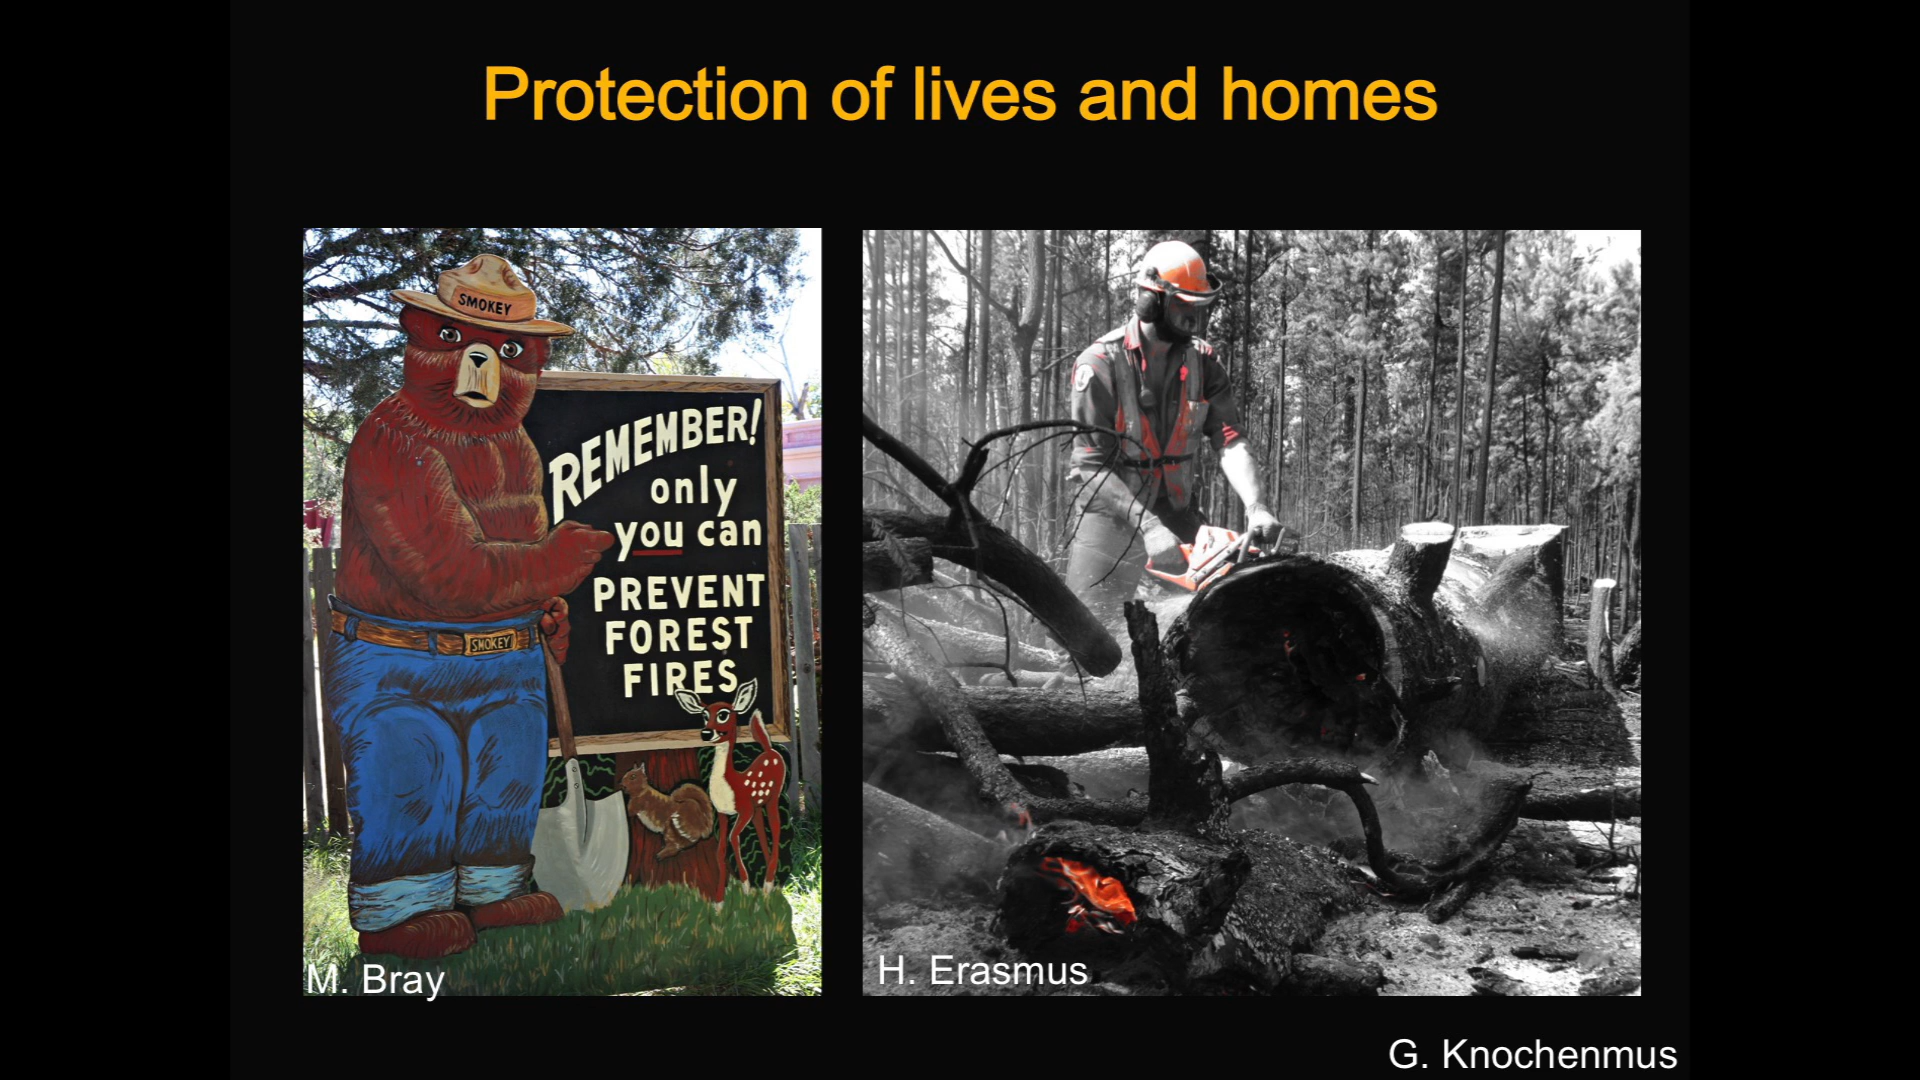 Protection of lives and homes
SMOKEY
REMEMBER!
only
you can
PREVENT
FOREST
FIRES
SMOKEY
M. Bray
H. Erasmus
G. Knochenmus